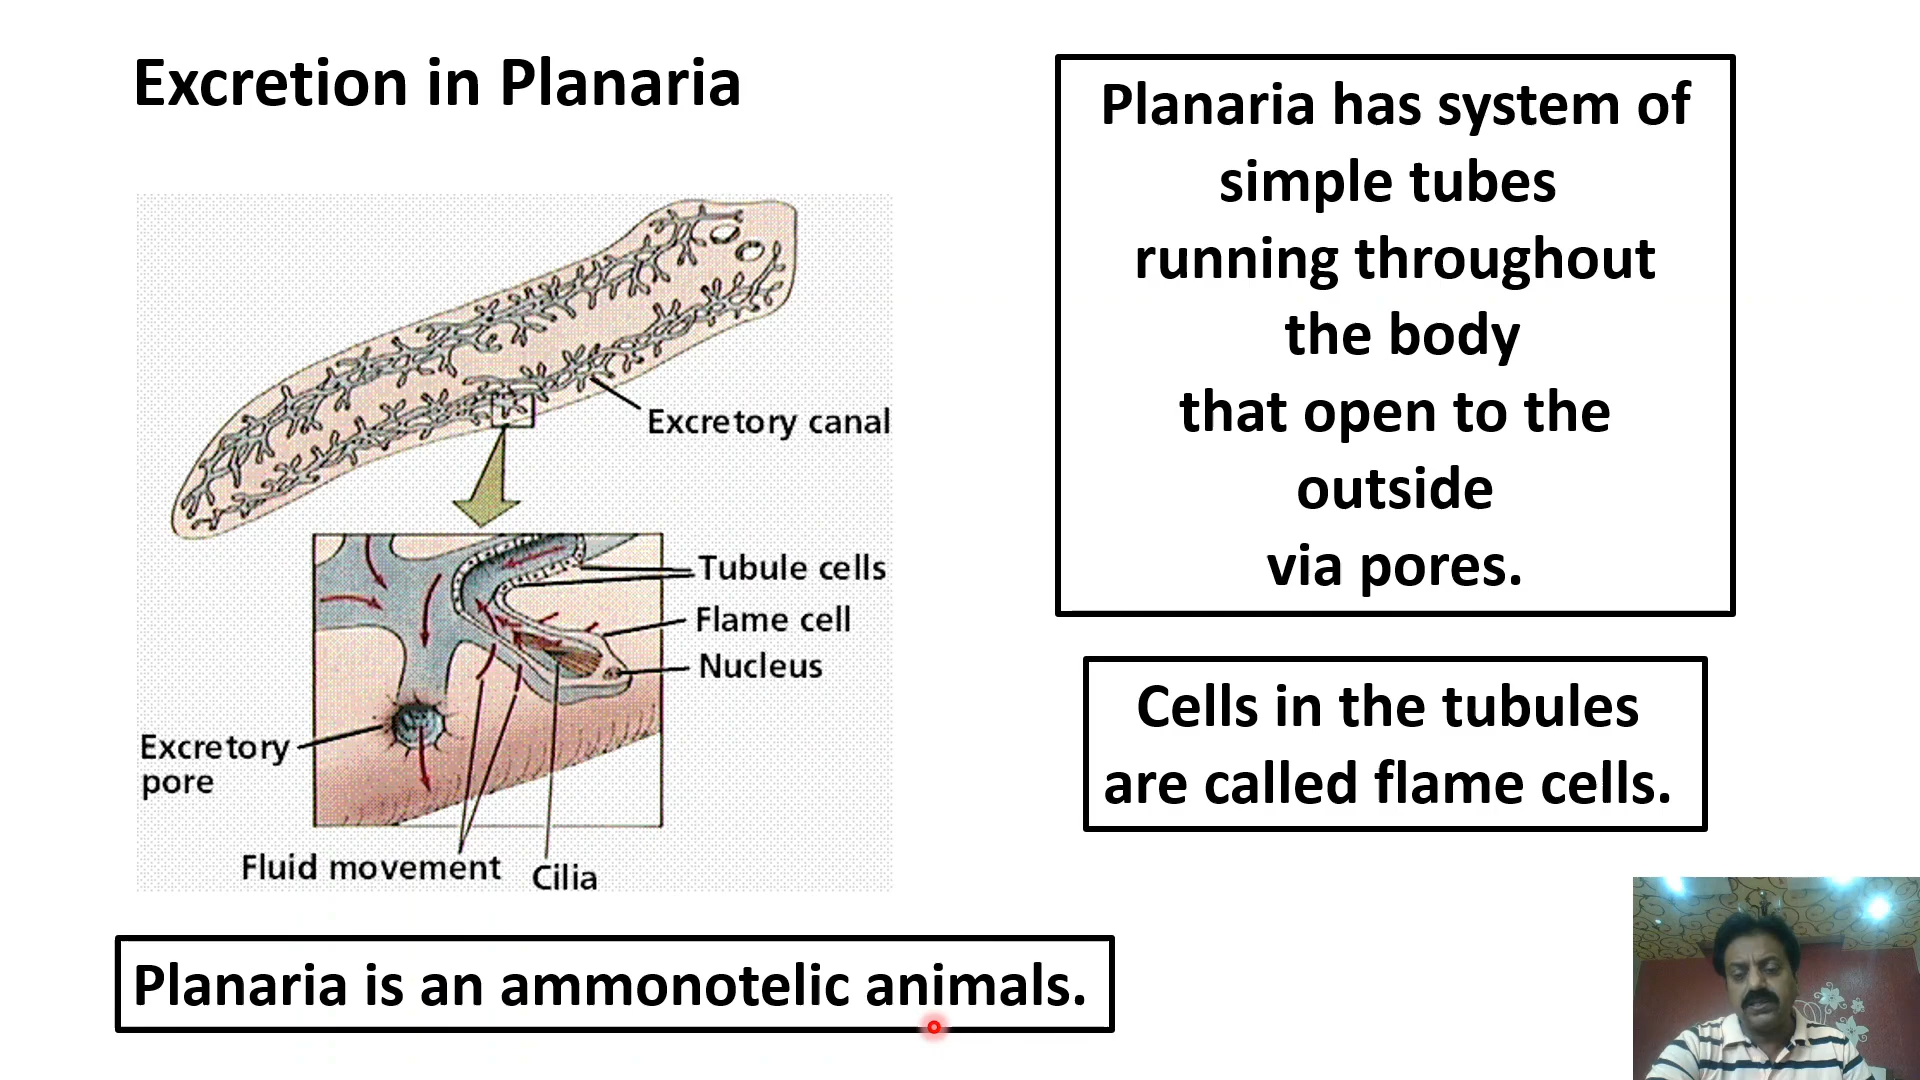 Excretion in Planaria
Planaria has system of
simple tubes
running throughout
the body
that open to the
outside
via pores.
Excretory canal
Tubule cells
Flame cell
Nucleus
Excretory
pore
Fluid movement
Cilia
Cells in the tubules
are called flame cells.
Planaria is an ammonotelic animals.